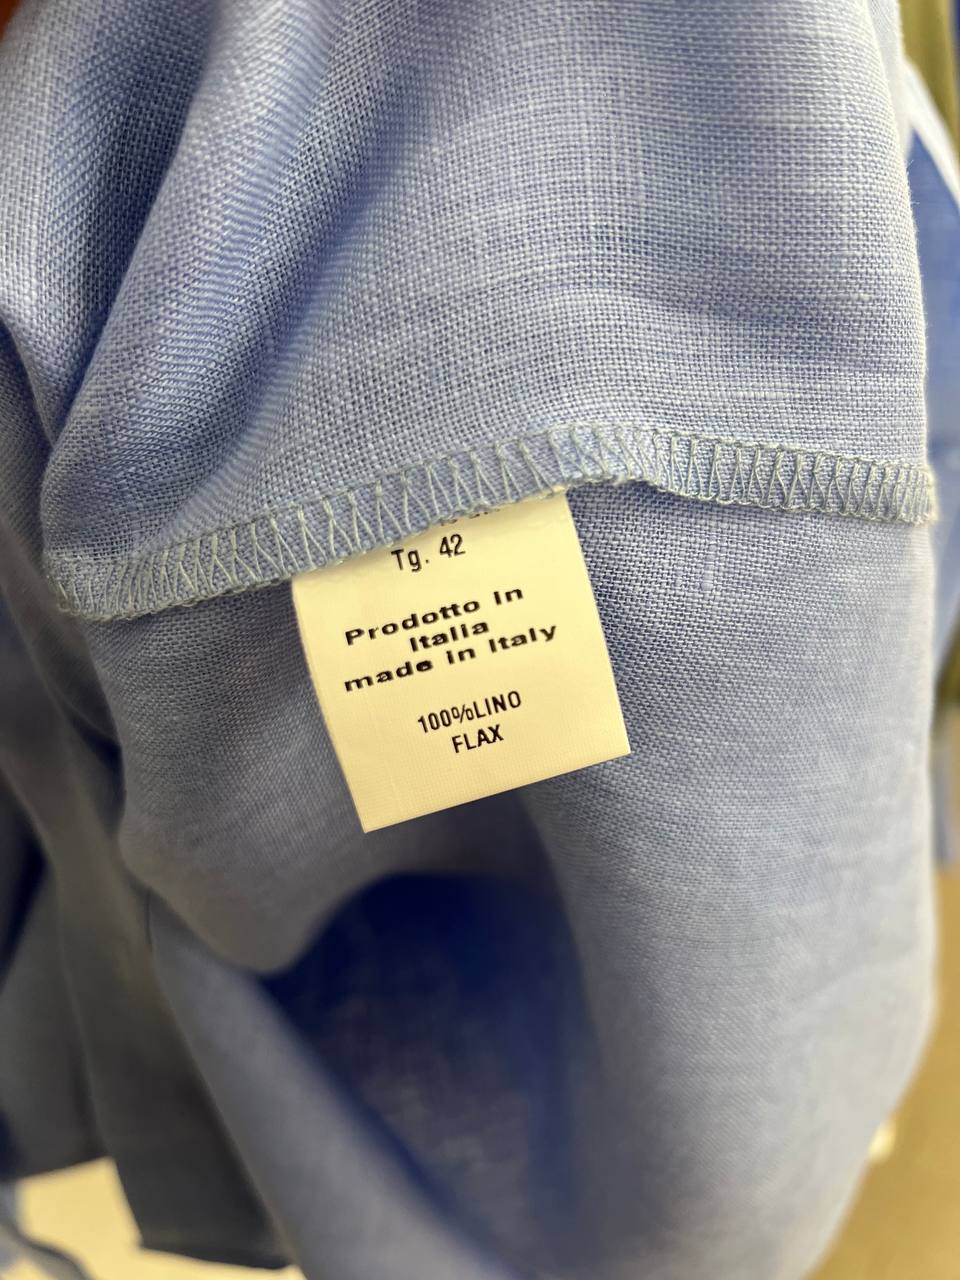 Tg. 42
Prodotto in
Italia
made in Italy
100%LINO
FLAX